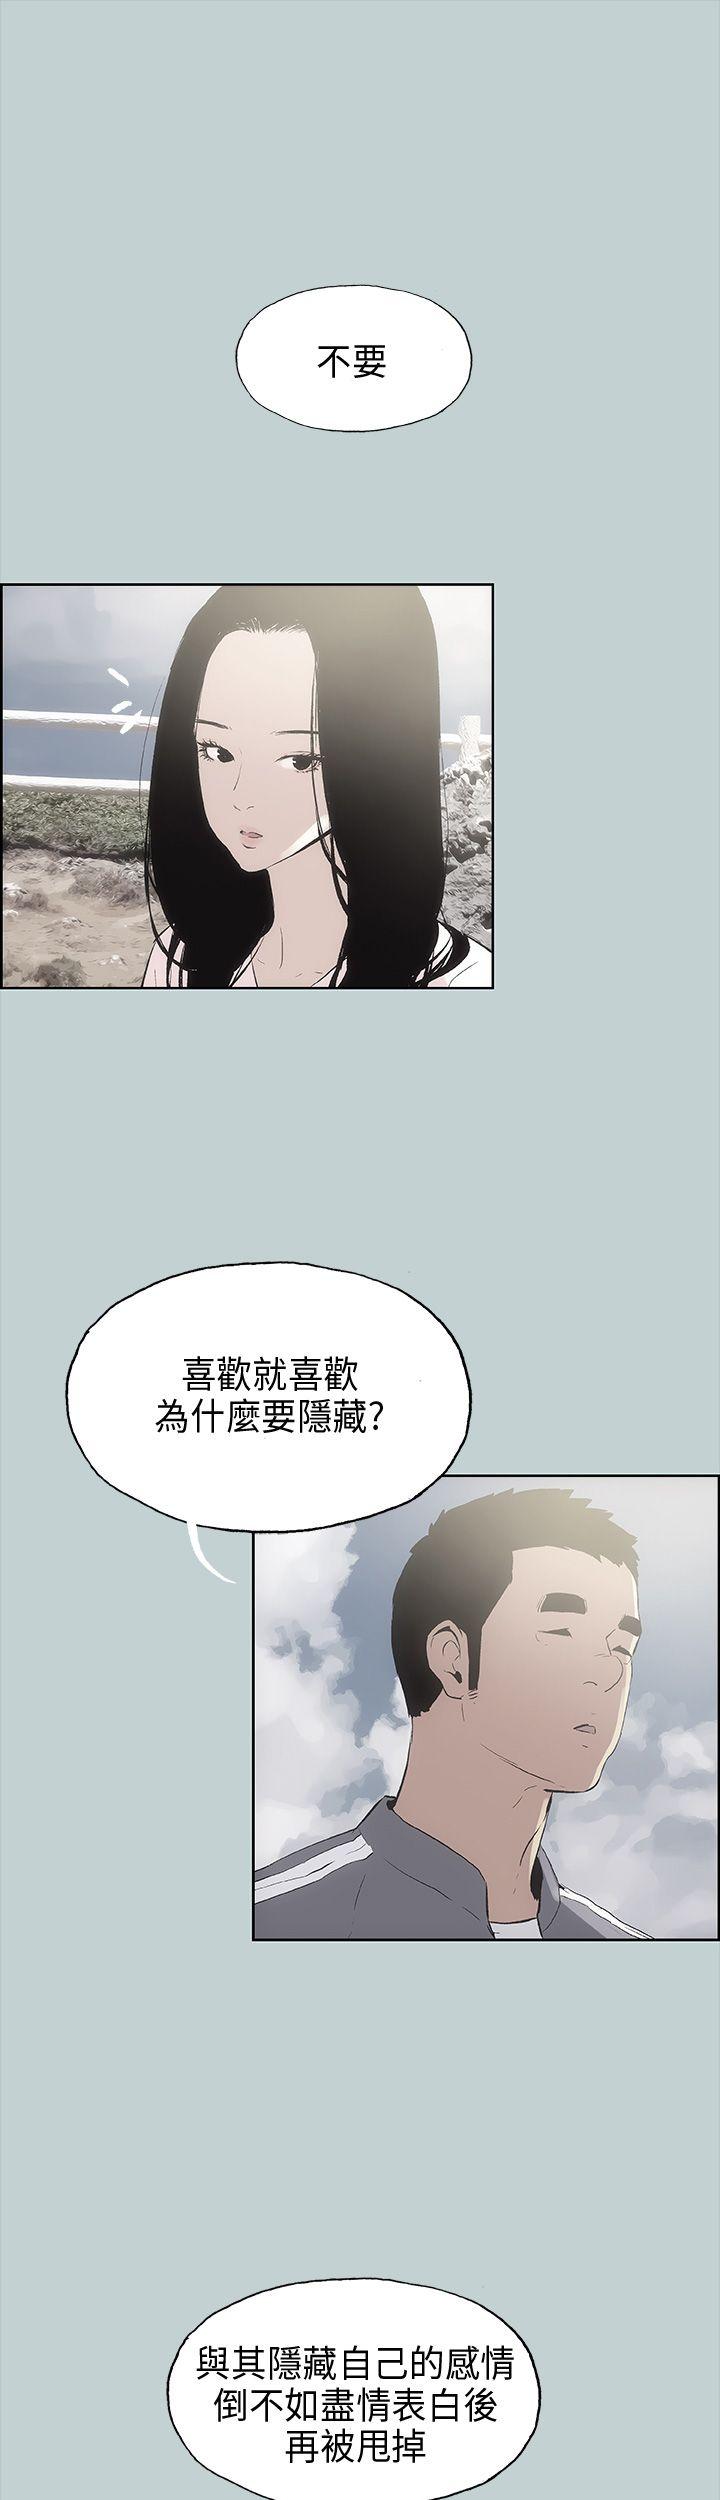 不要
喜歡就喜歡
為什麼要隱藏?
與其隱藏自己的感情
倒不如盡情表白後
再被甩掉